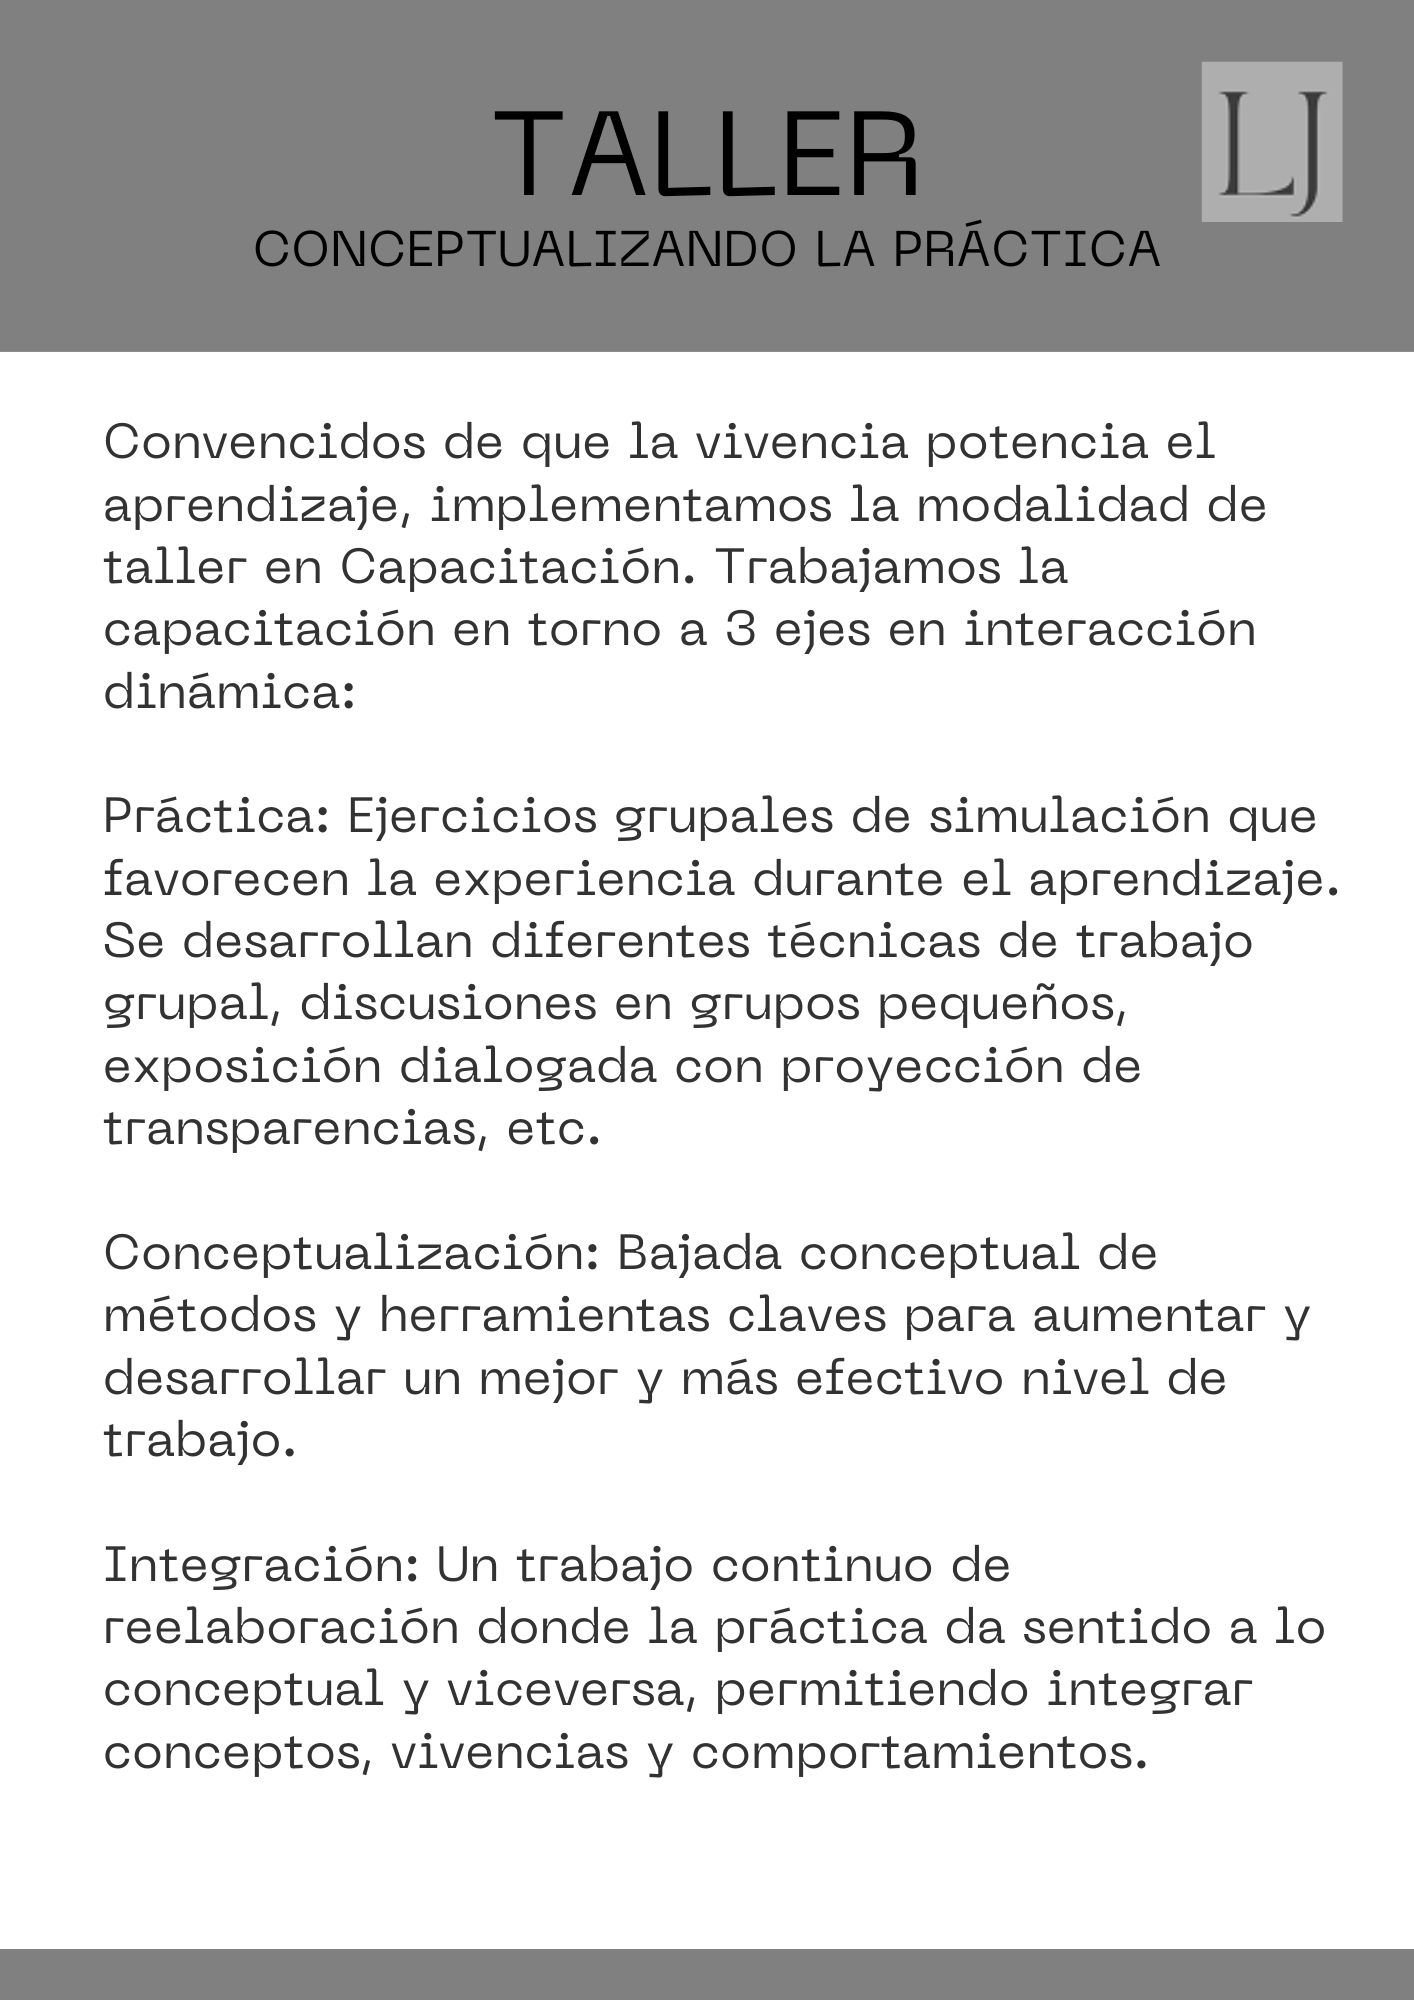 TALLER
LJ
CONCEPTUALIZANDO LA PRÁCTICA
Convencidos de que la vivencia potencia el
aprendizaje, implementamos la modalidad de
taller en Capacitación. Trabajamos la
capacitación en torno a 3 ejes en interacción
dinámica:
Práctica: Ejercicios grupales de simulación que
favorecen la experiencia durante el aprendizaje.
Se desarrollan diferentes técnicas de trabajo
grupal, discusiones en grupos pequeños,
exposición dialogada con proyección de
transparencias, etc.
Conceptualización: Bajada conceptual de
métodos y herramientas claves para aumentar y
desarrollar un mejor y más efectivo nivel de
trabajo.
Integración: Un trabajo continuo de
reelaboración donde la práctica da sentido a lo
conceptual y viceversa, permitiendo integrar
conceptos, vivencias y comportamientos.